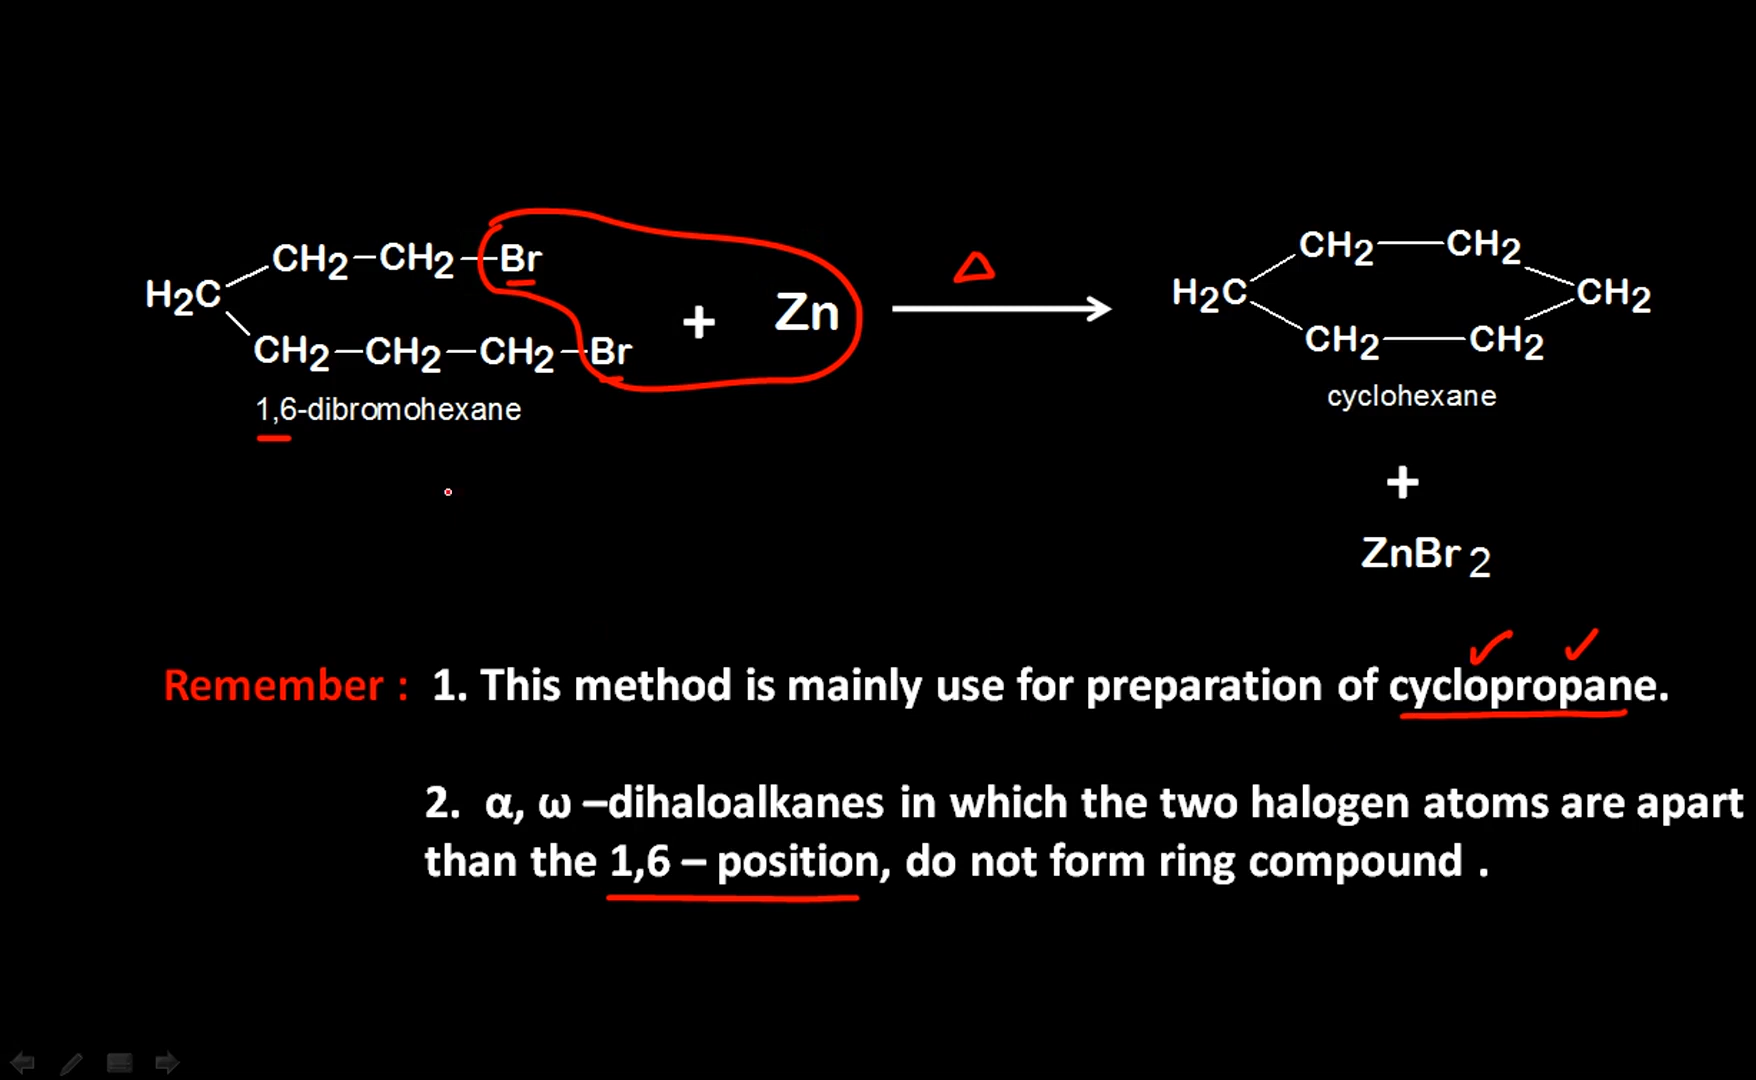 CH2-CH2-Br
H2C
CH2-CH2-CH2-Br
+ Zn
Δ
1,6-dibromohexane
CH2-CH2
H2C CH2
CH2-CH2
cyclohexane
+
ZnBr2
Remember : 1. This method is mainly use for preparation of cyclopropane.
2. α, ω –dihaloalkanes in which the two halogen atoms are apart
than the 1,6 – position, do not form ring compound .